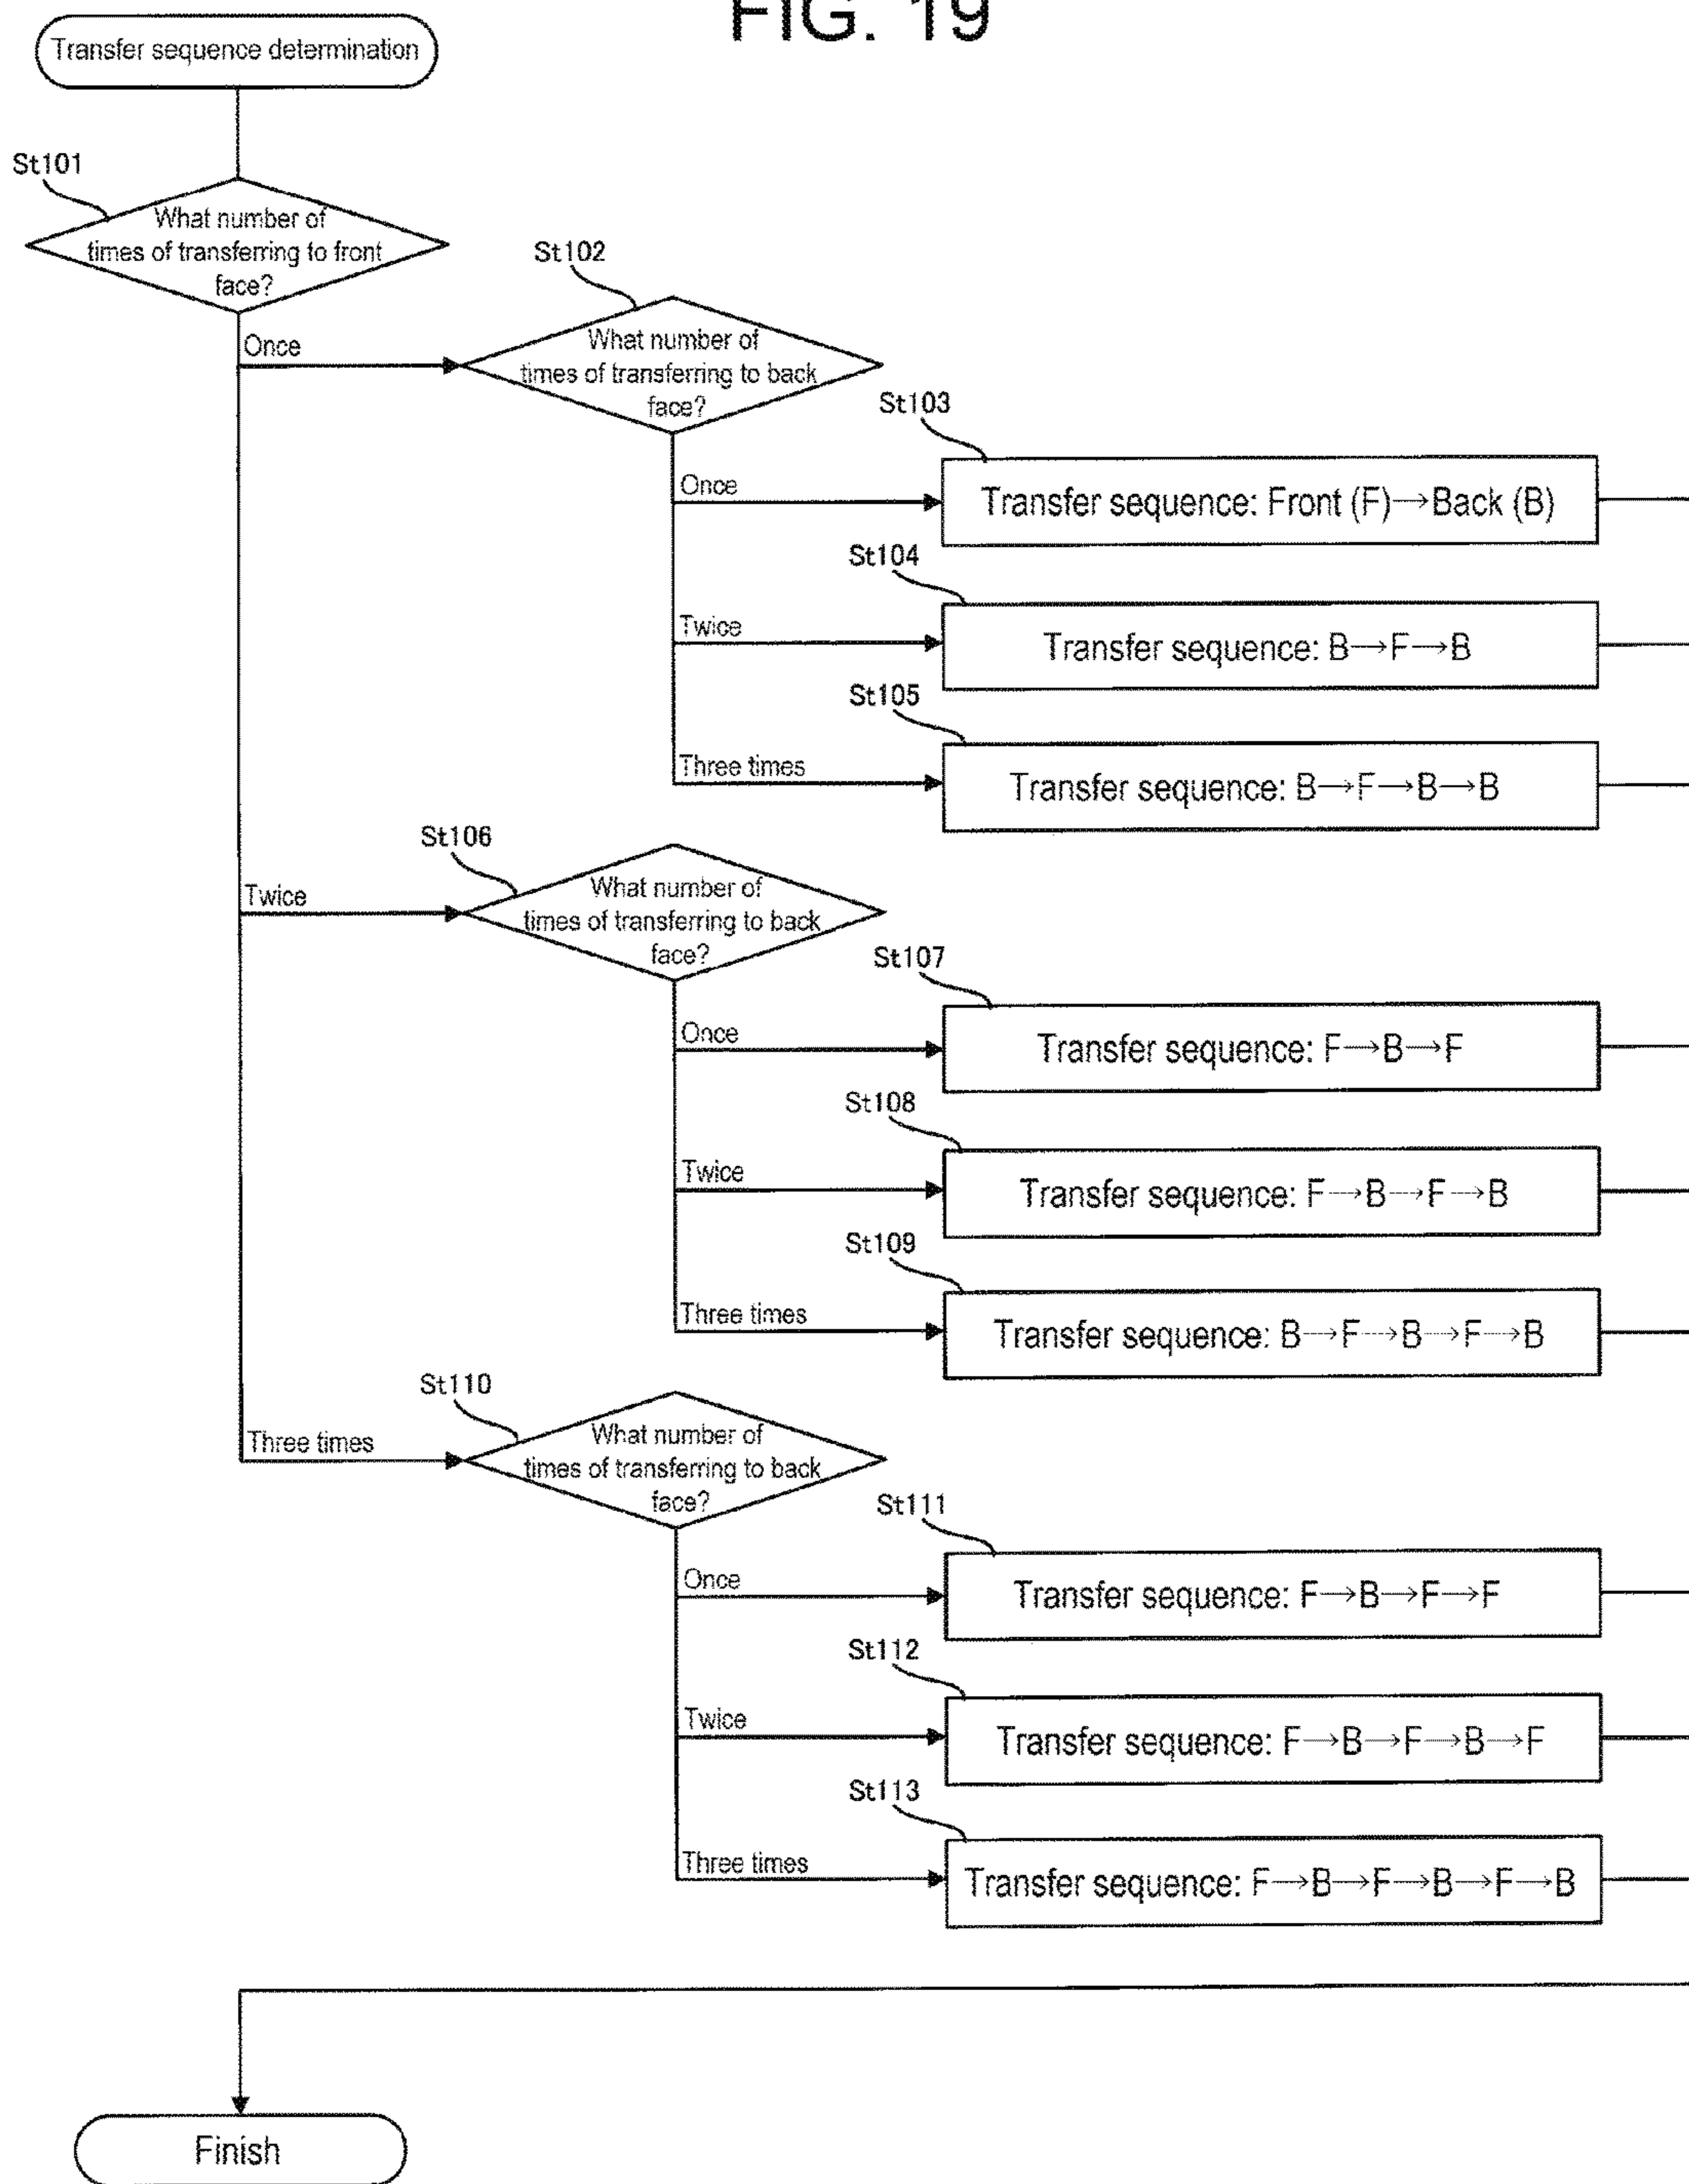 FIG. 19
Transfer sequence determination
St101
What number of
times of transferring to front
face?
St102
Once
What number of
times of transferring to back
face?
St103
Once
Transfer sequence: Front (F)→Back (B)
St104
Twice
Transfer sequence: B→F→B
St105
Three times
Transfer sequence: B→F→B→B
St106
Twice
What number of
times of transferring to back
face?
St107
Once
Transfer sequence: F→B→F
St108
Twice
Transfer sequence: F→B→F→B
St109
Three times
Transfer sequence: B→F→B→F→B
St110
Three times
What number of
times of transferring to back
face?
St111
Once
Transfer sequence: F→B→F→F
St112
Twice
Transfer sequence: F→B→F→B→F
St113
Three times
Transfer sequence: F→B→F→B→F→B
Finish